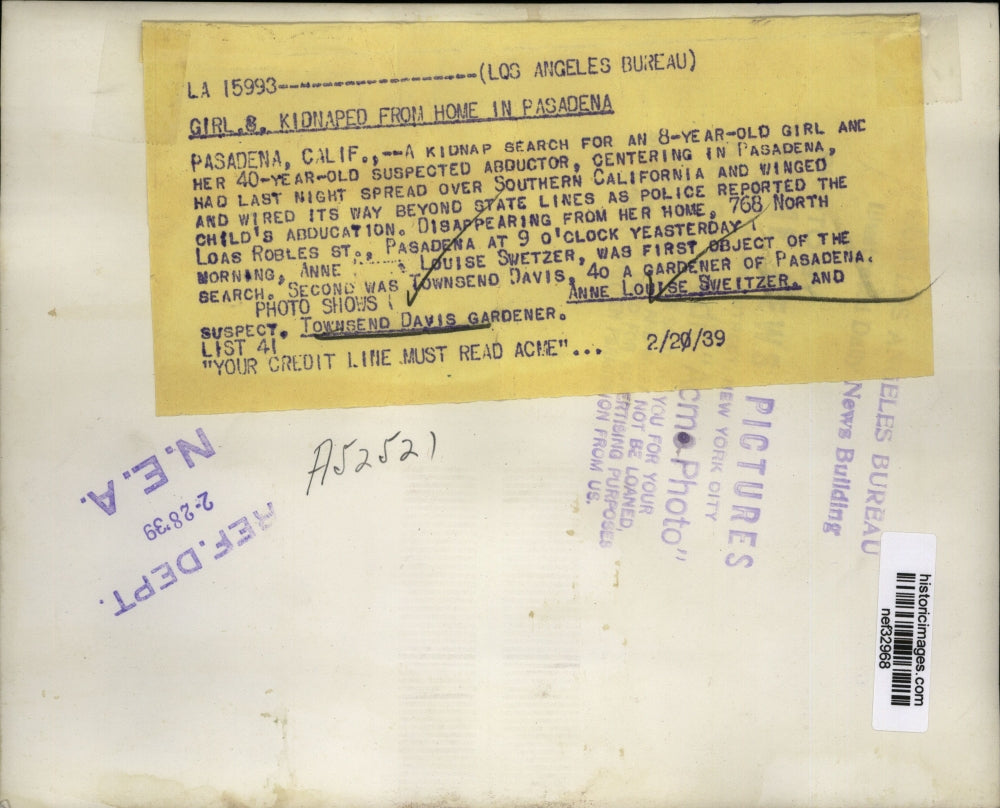 LA 15993-------------------(LOS ANGELES BUREAU)
GIRL,8, KIDNAPED FROM HOME IN PASADENA
PASADENA, CALIF.,--A KIDNAP SEARCH FOR AN 8-YEAR-OLD GIRL AND
HER 40-YEAR-OLD SUSPECTED ABDUCTOR, CENTERING IN PASADENA,
HAD LAST NIGHT SPREAD OVER SOUTHERN CALIFORNIA AND WINGED
AND WIRED ITS WAY BEYOND STATE LINES AS POLICE REPORTED THE
CHILD'S ABDUCATION. DISAPPEARING FROM HER HOME, 768 NORTH
LOAS ROBLES ST., PASADENA AT 9 O'CLOCK YEASTERDAY
MORNING, ANNE LOUISE SWETZER, WAS FIRST OBJECT OF THE
SEARCH. SECOND WAS TOWNSEND DAVIS, 40 A GARDENER OF PASADENA.
PHOTO SHOWS ANNE LOUISE SWEITZER, AND
SUSPECT, TOWNSEND DAVIS GARDENER.
LIST 41
"YOUR CREDIT LINE MUST READ ACME"... 2/20/39
A52521
N.E.A.
2-28'39
REF. DEPT.
ELES BUREAU
News Building
PICTURES
EW YORK CITY
cme Photo"
YOU FOR YOUR
NOT BE LOANED,
ERTISING PURPOSES
ION FROM US.
historicimages.com
nef32968